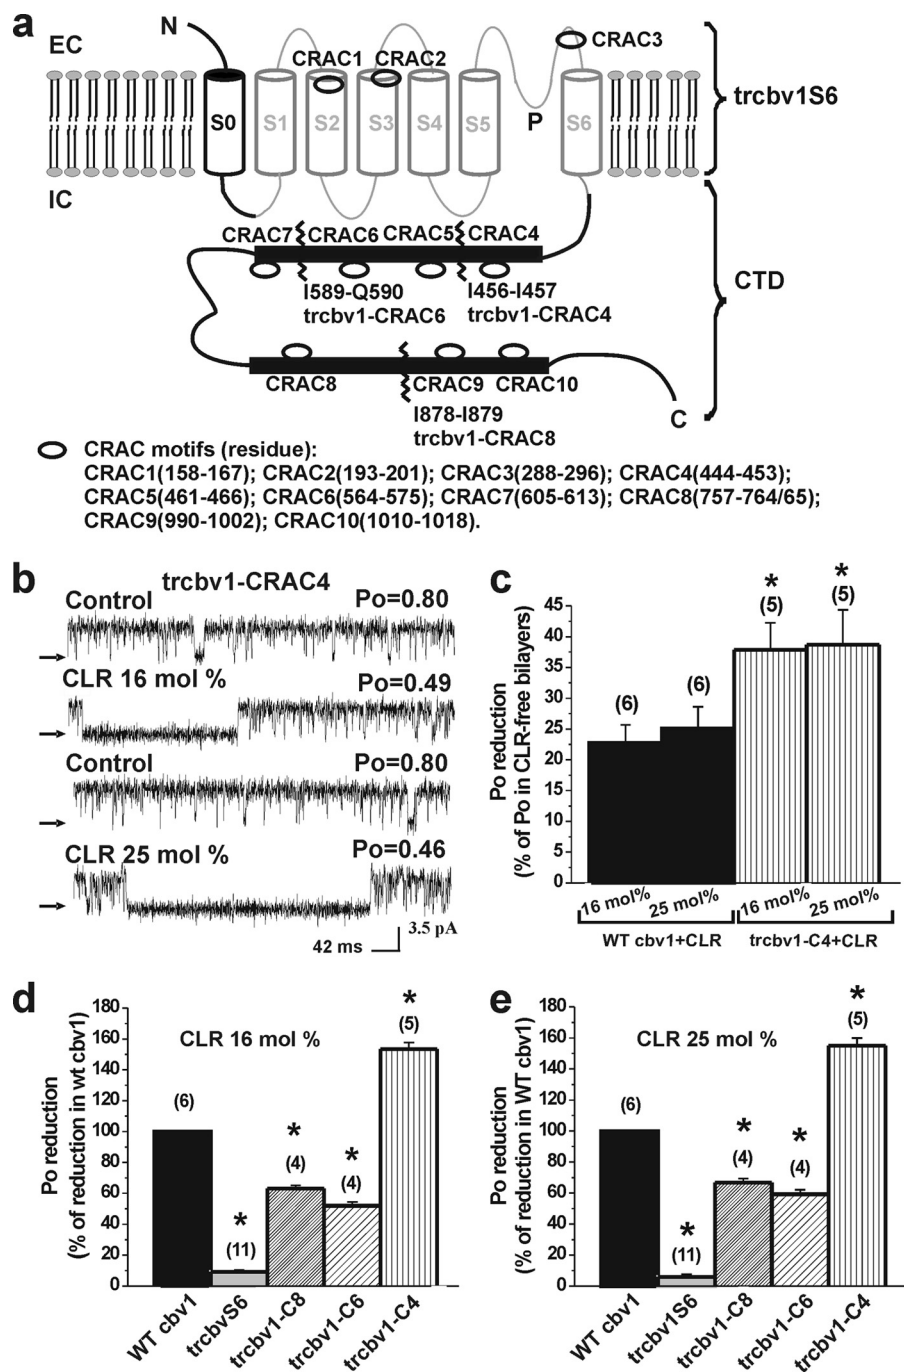 a
N
EC
CRAC1 CRAC2
CRAC3
S0 S1 S2 S3 S4 S5 P S6
trcbv1S6
IC
CRAC7 CRAC6 CRAC5 CRAC4
I589-Q590
trcbv1-CRAC6
I456-I457
trcbv1-CRAC4
CTD
CRAC8 CRAC9 CRAC10
C
I878-I879
trcbv1-CRAC8
CRAC motifs (residue):
CRAC1(158-167); CRAC2(193-201); CRAC3(288-296); CRAC4(444-453);
CRAC5(461-466); CRAC6(564-575); CRAC7(605-613); CRAC8(757-764/65);
CRAC9(990-1002); CRAC10(1010-1018).
b
trcbv1-CRAC4
Control Po=0.80
CLR 16 mol % Po=0.49
Control Po=0.80
CLR 25 mol % Po=0.46
3.5 pA
42 ms
c
Po reduction
(% of Po in CLR-free bilayers)
45
40
35
30
25
20
15
10
5
0
(6) (6) * (5) * (5)
16 mol% 25 mol% 16 mol% 25 mol%
WT cbv1+CLR trcbv1-C4+CLR
d
Po reduction
(% of reduction in wt cbv1)
180
160
140
120
100
80
60
40
20
0
CLR 16 mol %
(6) * (11) * (4) * (4) * (5)
WT cbv1 trcbvS6 trcbv1-C8 trcbv1-C6 trcbv1-C4
e
Po reduction
(% of reduction in WT cbv1)
180
160
140
120
100
80
60
40
20
0
CLR 25 mol %
(6) * (11) * (4) * (4) * (5)
WT cbv1 trcbv1S6 trcbv1-C8 trcbv1-C6 trcbv1-C4